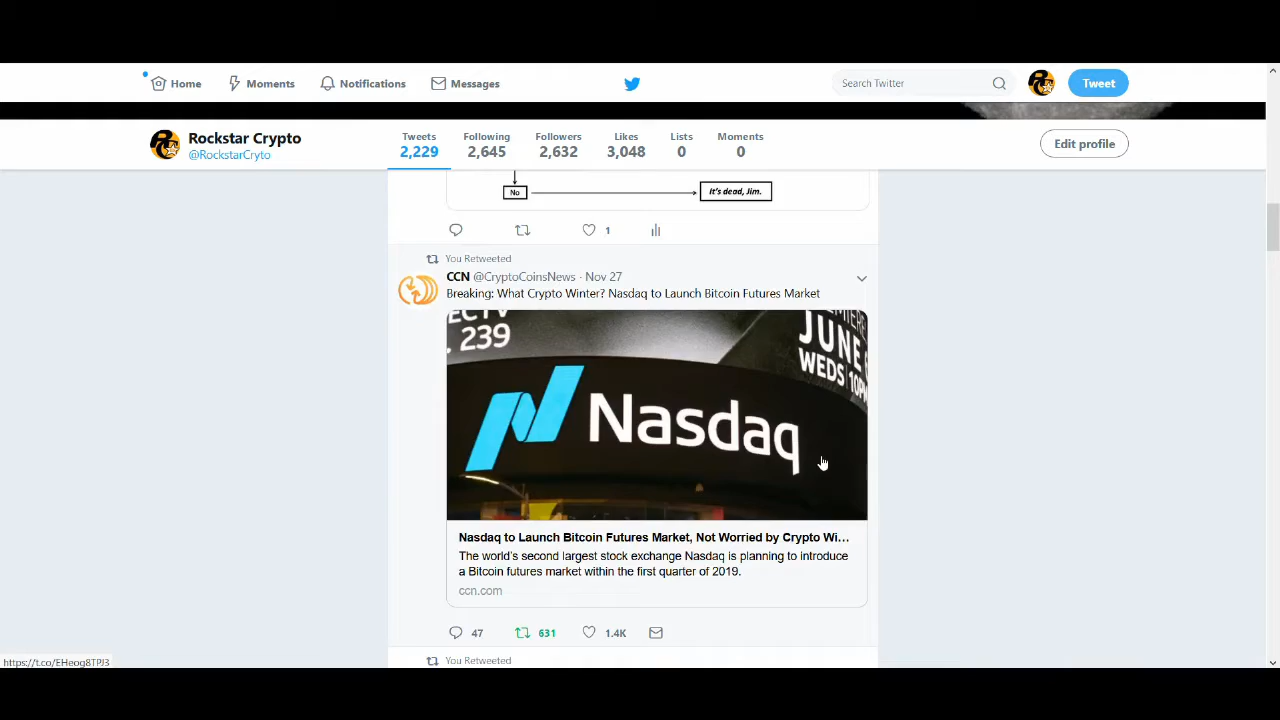 Home
Moments
Notifications
Messages
Search Twitter
Tweet
Rockstar Crypto
@RockstarCryto
Tweets
2,229
Following
2,645
Followers
2,632
Likes
3,048
Lists
0
Moments
0
Edit profile
No
It's dead, Jim.
1
You Retweeted
CCN @CryptoCoinsNews · Nov 27
Breaking: What Crypto Winter? Nasdaq to Launch Bitcoin Futures Market
. 239
JUNE
WEDS 10PM
Nasdaq
Nasdaq to Launch Bitcoin Futures Market, Not Worried by Crypto Wi...
The world's second largest stock exchange Nasdaq is planning to introduce
a Bitcoin futures market within the first quarter of 2019.
ccn.com
47
631
1.4K
You Retweeted
https://t.co/EHeog8TPJ3